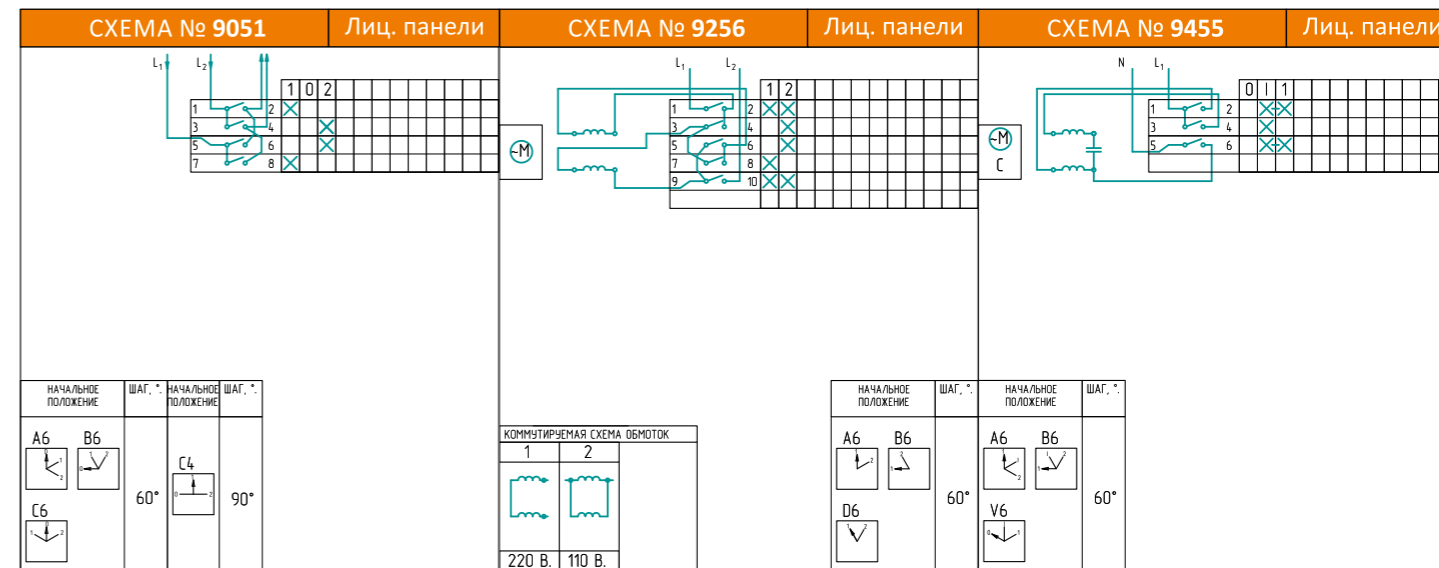 СХЕМА № 9051
Лиц. панели
СХЕМА № 9256
Лиц. панели
СХЕМА № 9455
Лиц. панели
L1
L2
1 0 2
1 2
3 4
5 6
7 8
~M
L1
L2
1 2
1 2
3 4
5 6
7 8
9 10
~M
C
N
L1
0 I 1
1 2
3 4
5 6
НАЧАЛЬНОЕ ПОЛОЖЕНИЕ
ШАГ, °.
НАЧАЛЬНОЕ ПОЛОЖЕНИЕ
ШАГ, °.
A6
B6
C6
60°
C4
90°
КОММУТИРУЕМАЯ СХЕМА ОБМОТОК
1
2
220 В.
110 В.
НАЧАЛЬНОЕ ПОЛОЖЕНИЕ
ШАГ, °.
A6
B6
D6
60°
НАЧАЛЬНОЕ ПОЛОЖЕНИЕ
ШАГ, °.
A6
B6
V6
60°